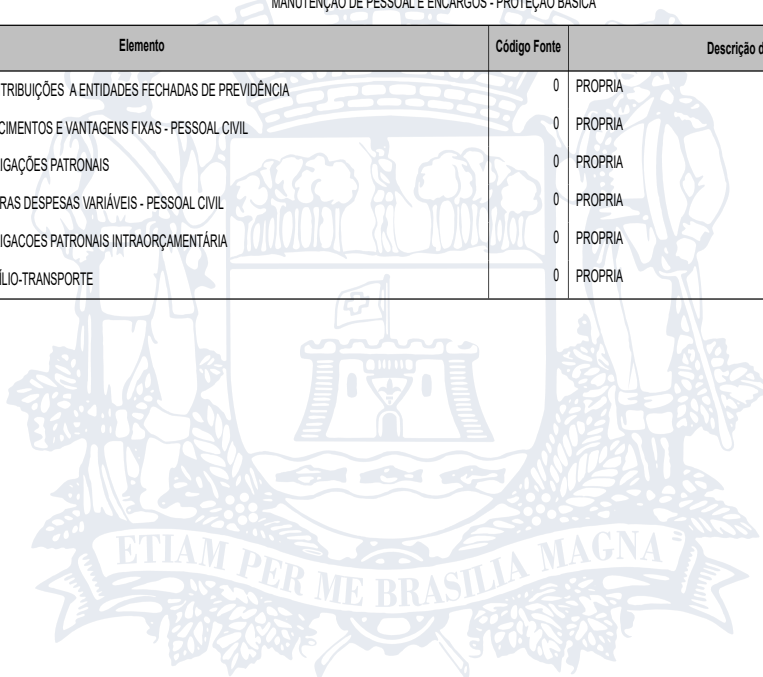 MANUTENÇÃO DE PESSOAL E ENCARGOS - PROTEÇÃO BÁSICA
Elemento Código Fonte Descrição d
TRIBUIÇÕES A ENTIDADES FECHADAS DE PREVIDÊNCIA 0 PROPRIA
CIMENTOS E VANTAGENS FIXAS - PESSOAL CIVIL 0 PROPRIA
IGAÇÕES PATRONAIS 0 PROPRIA
RAS DESPESAS VARIÁVEIS - PESSOAL CIVIL 0 PROPRIA
IGACOES PATRONAIS INTRAORÇAMENTÁRIA 0 PROPRIA
ÍLIO-TRANSPORTE 0 PROPRIA
ETIAM PER ME BRASILIA MAGNA